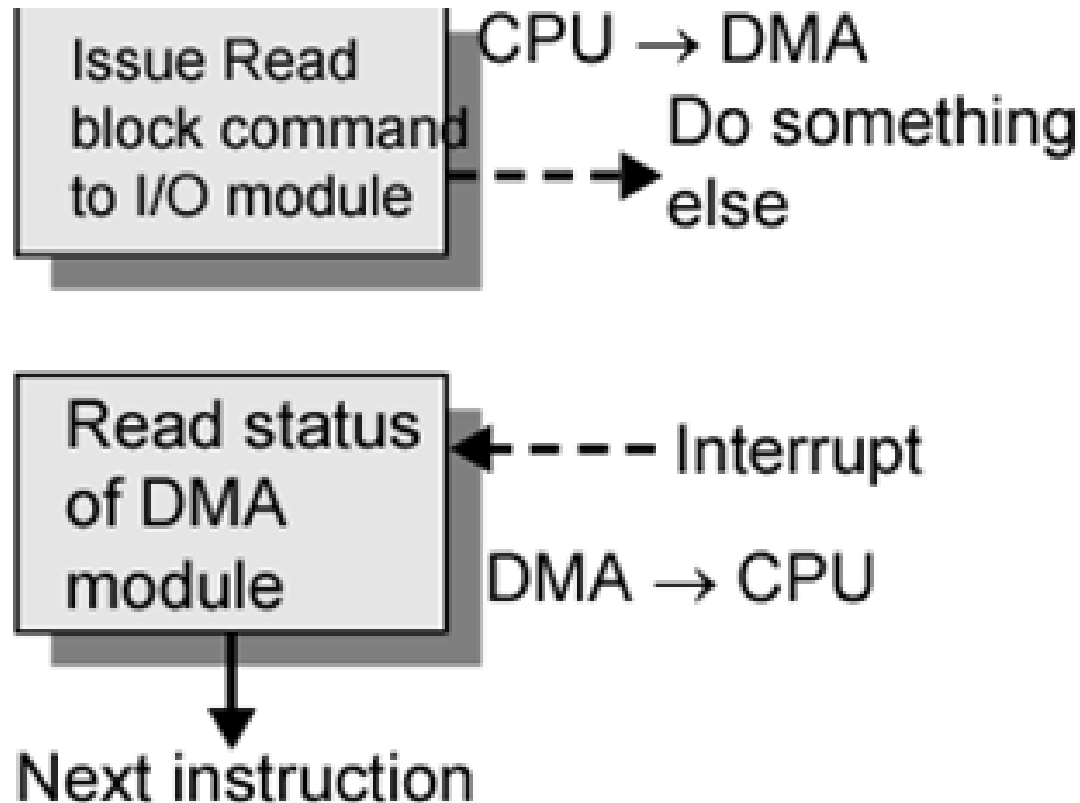 Issue Read
block command
to I/O module
CPU → DMA
Do something
else
Read status
of DMA
module
Interrupt
DMA → CPU
Next instruction